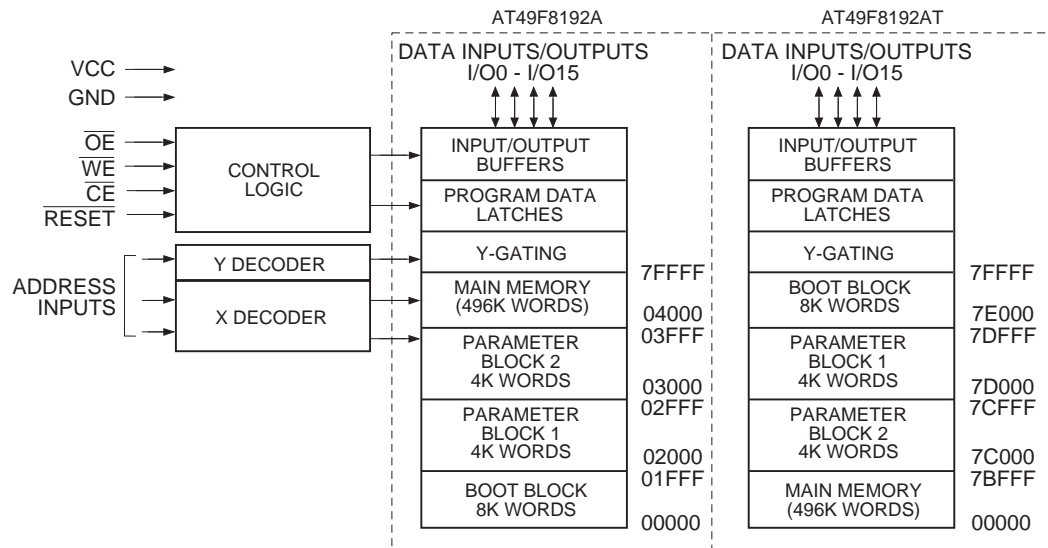 AT49F8192A
AT49F8192AT
VCC
GND
OE
WE
CE
RESET
ADDRESS
INPUTS
CONTROL
LOGIC
Y DECODER
X DECODER
DATA INPUTS/OUTPUTS
I/O0 - I/O15
INPUT/OUTPUT
BUFFERS
PROGRAM DATA
LATCHES
Y-GATING
7FFFF
MAIN MEMORY
(496K WORDS)
04000
03FFF
PARAMETER
BLOCK 2
4K WORDS
03000
02FFF
PARAMETER
BLOCK 1
4K WORDS
02000
01FFF
BOOT BLOCK
8K WORDS
00000
DATA INPUTS/OUTPUTS
I/O0 - I/O15
INPUT/OUTPUT
BUFFERS
PROGRAM DATA
LATCHES
Y-GATING
7FFFF
BOOT BLOCK
8K WORDS
7E000
7DFFF
PARAMETER
BLOCK 1
4K WORDS
7D000
7CFFF
PARAMETER
BLOCK 2
4K WORDS
7C000
7BFFF
MAIN MEMORY
(496K WORDS)
00000